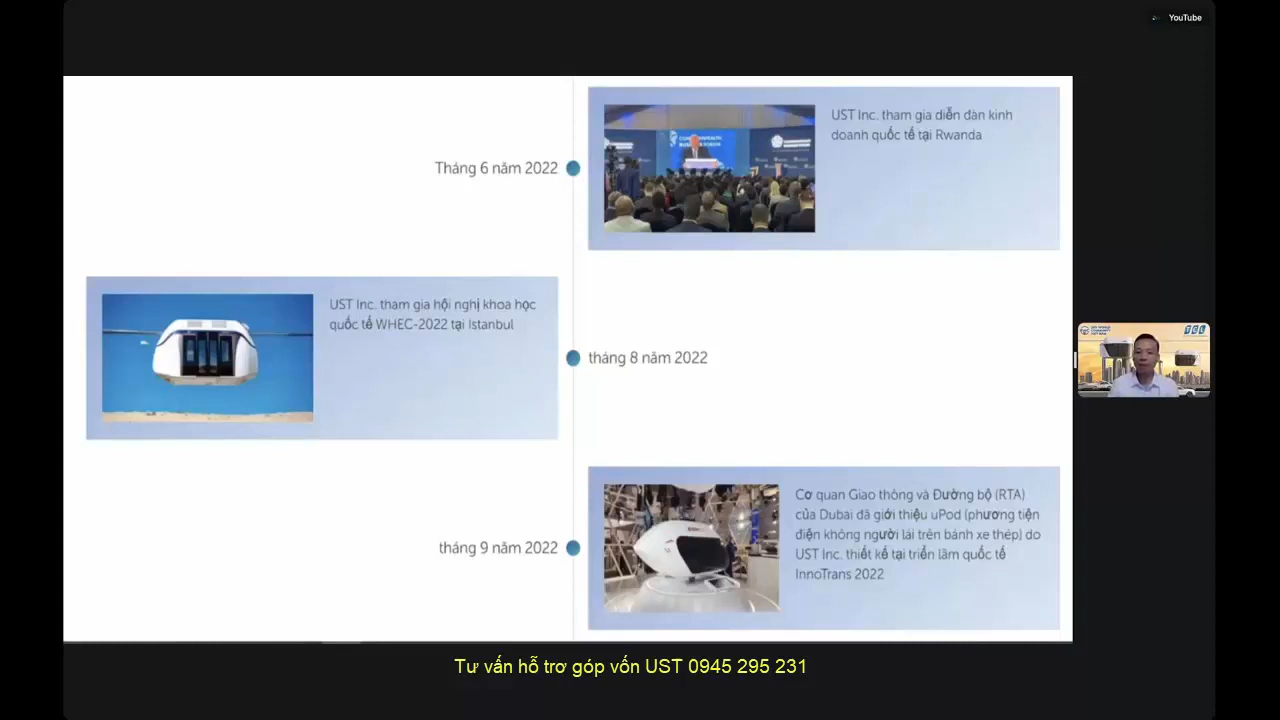 YouTube
UST Inc. tham gia diễn đàn kinh
doanh quốc tế tại Rwanda
Tháng 6 năm 2022
UST Inc. tham gia hội nghị khoa học
quốc tế WHEC-2022 tại Istanbul
tháng 8 năm 2022
Cơ quan Giao thông và Đường bộ (RTA)
của Dubai đã giới thiệu uPod (phương tiện
điện không người lái trên bánh xe thép) do
UST Inc. thiết kế tại triển lãm quốc tế
InnoTrans 2022
tháng 9 năm 2022
Tư vấn hỗ trơ góp vốn UST 0945 295 231